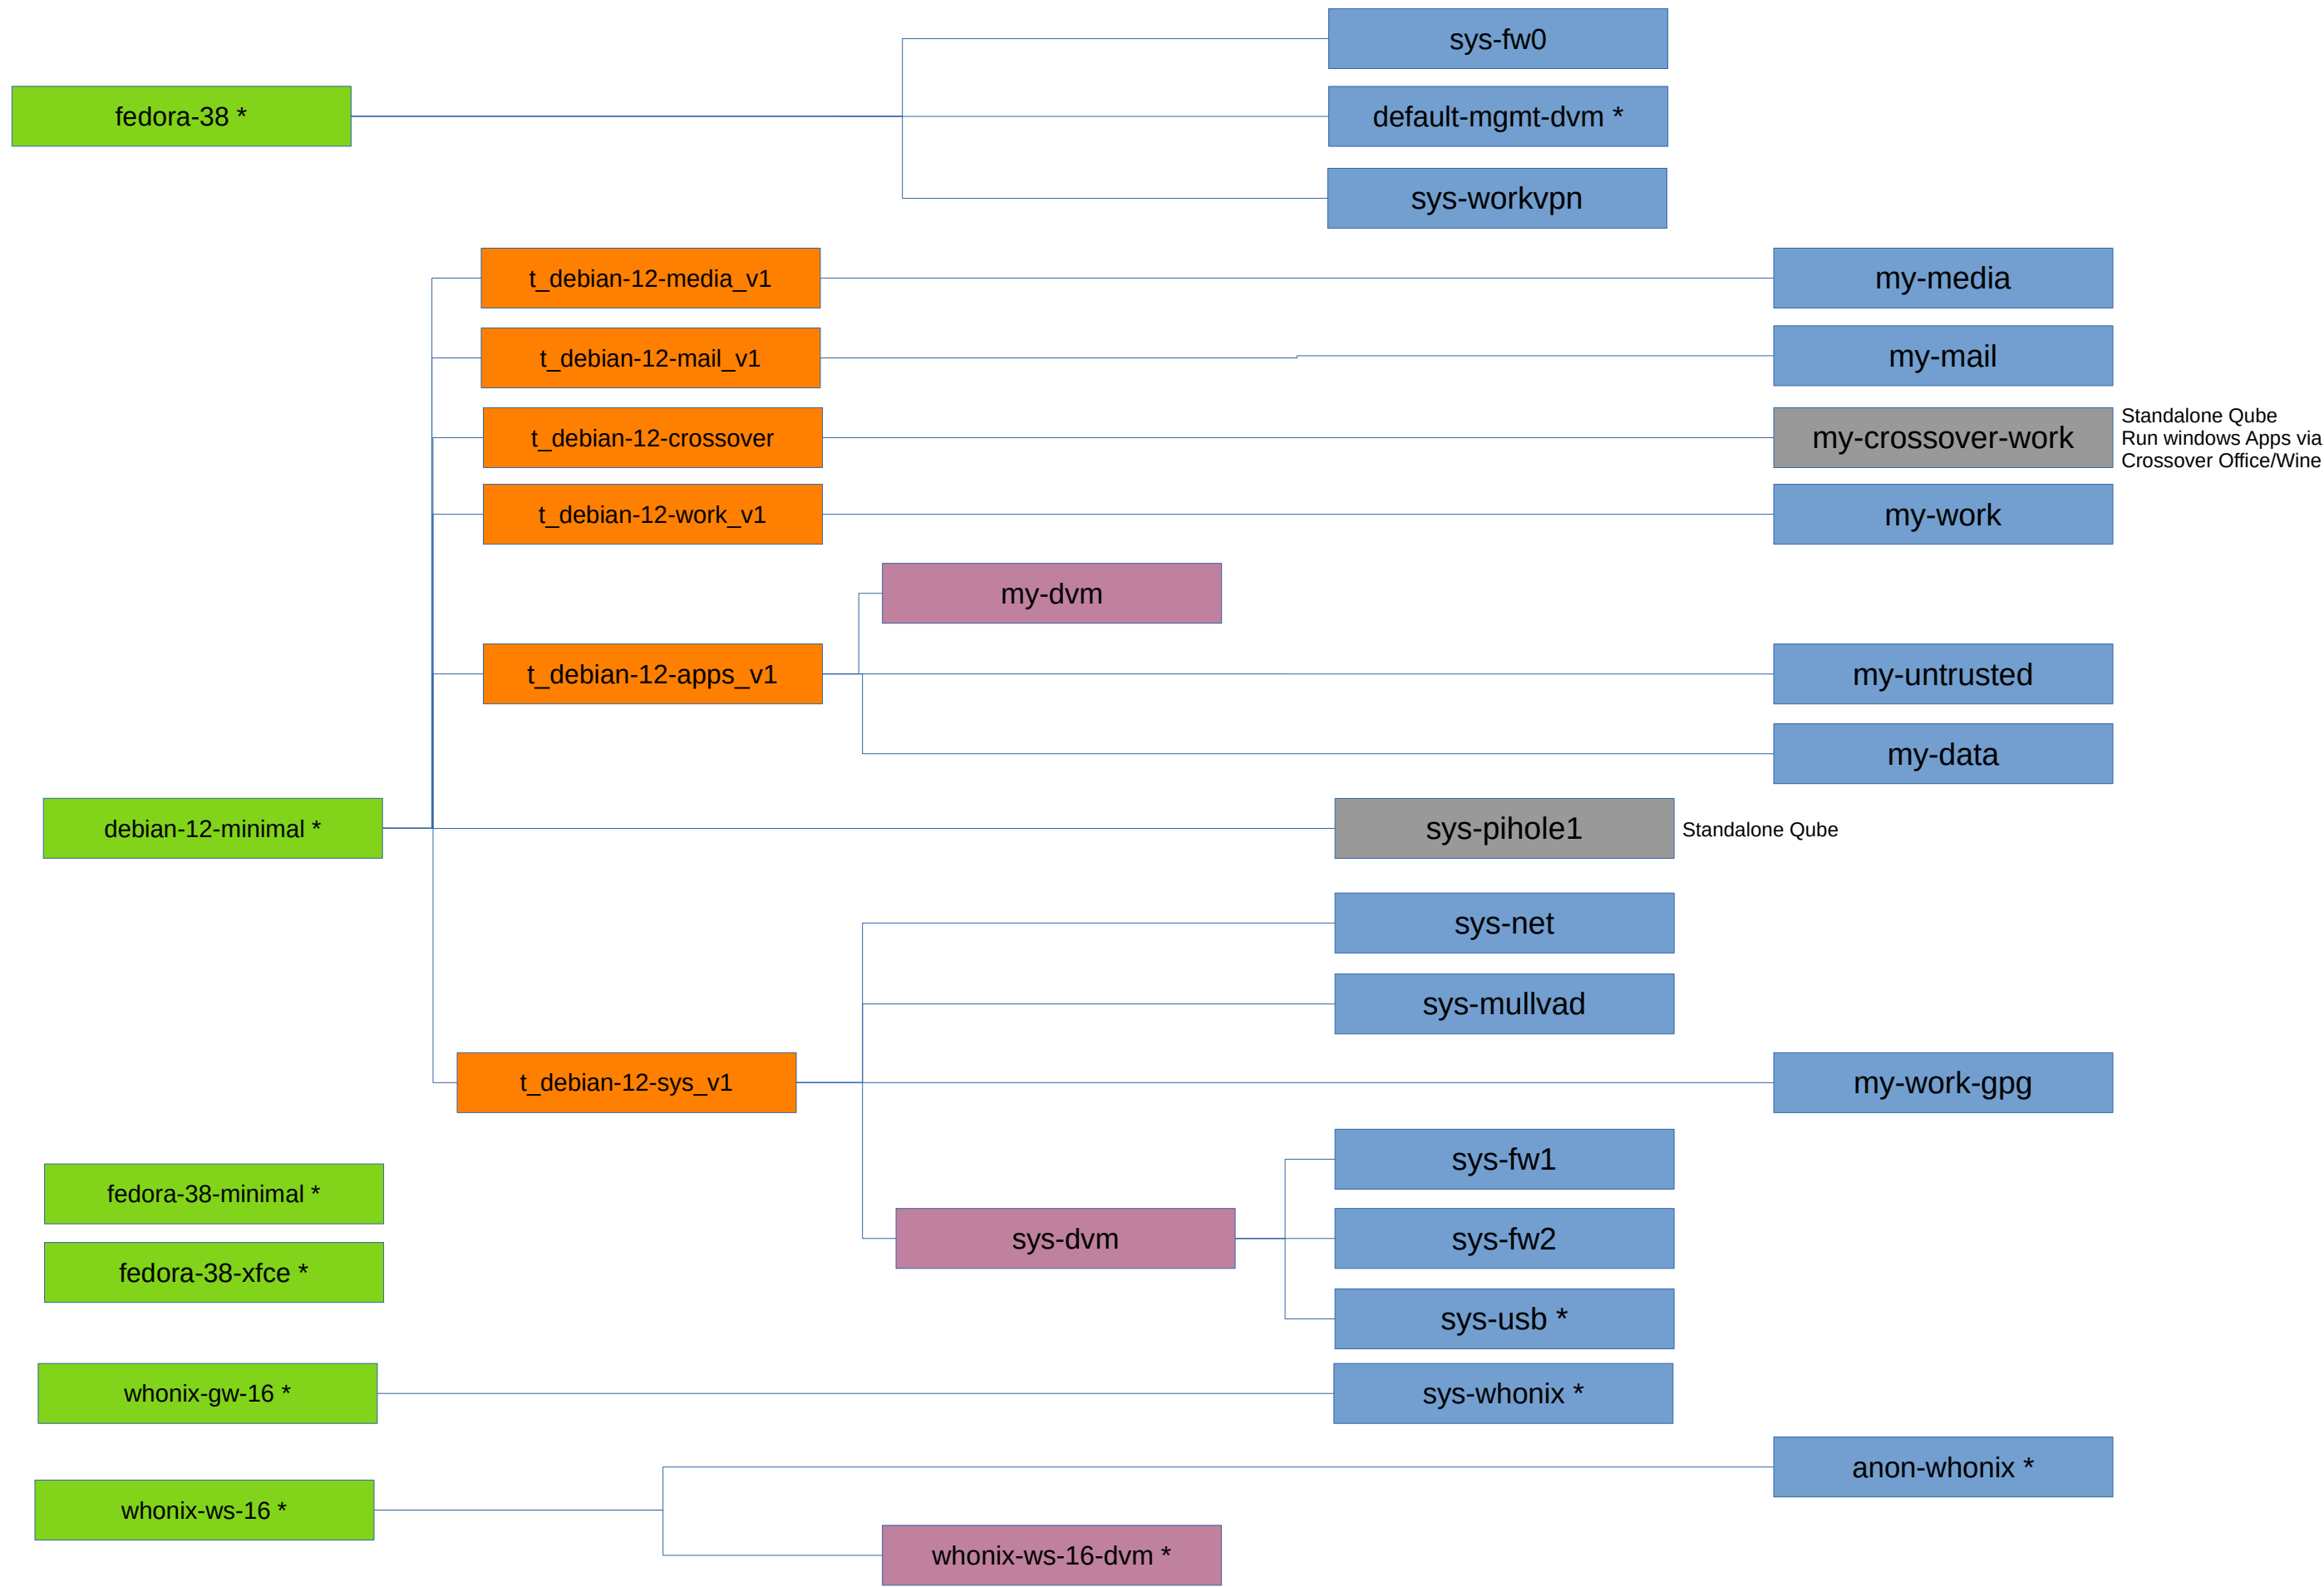 sys-fw0
fedora-38 *
default-mgmt-dvm *
sys-workvpn
t_debian-12-media_v1
my-media
t_debian-12-mail_v1
my-mail
t_debian-12-crossover
my-crossover-work
Standalone Qube
Run windows Apps via
Crossover Office/Wine
t_debian-12-work_v1
my-work
my-dvm
t_debian-12-apps_v1
my-untrusted
my-data
debian-12-minimal *
sys-pihole1
Standalone Qube
sys-net
sys-mullvad
t_debian-12-sys_v1
my-work-gpg
sys-fw1
fedora-38-minimal *
sys-dvm
sys-fw2
fedora-38-xfce *
sys-usb *
whonix-gw-16 *
sys-whonix *
anon-whonix *
whonix-ws-16 *
whonix-ws-16-dvm *